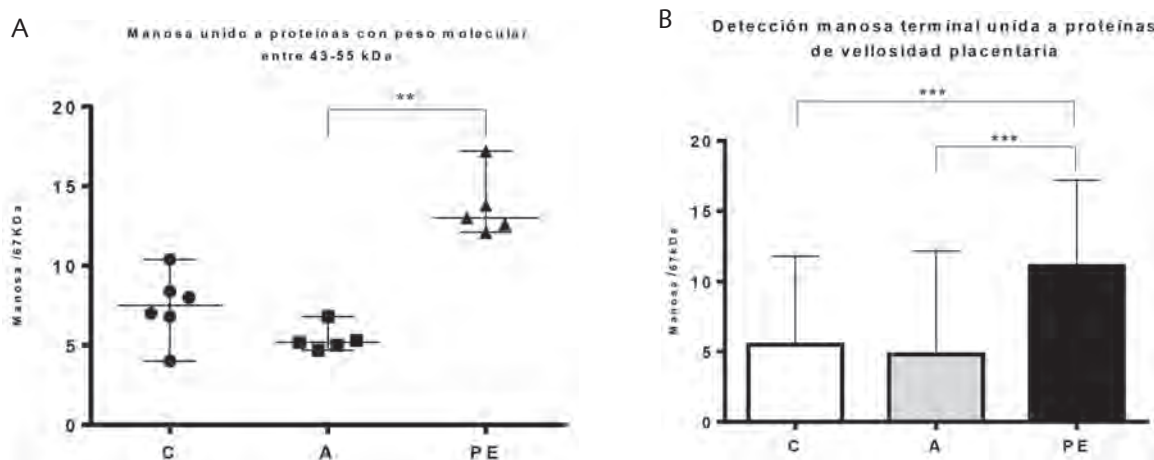 A
Manosa unido a proteínas con peso molecular
entre 43-55 kDa
**
20
15
10
5
0
Manosa /67KDa
C
A
PE
B
Detección manosa terminal unida a proteínas
de vellosidad placentaria
***
***
20
15
10
5
0
Manosa /67kDa
C
A
PE